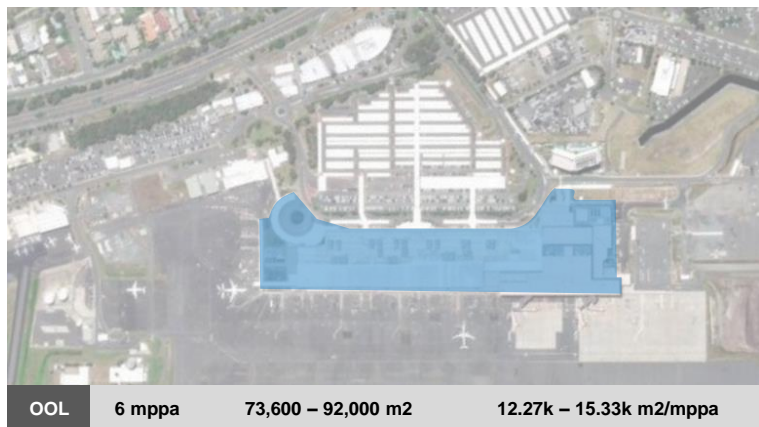 OOL 6 mppa 73,600 – 92,000 m2 12.27k – 15.33k m2/mppa